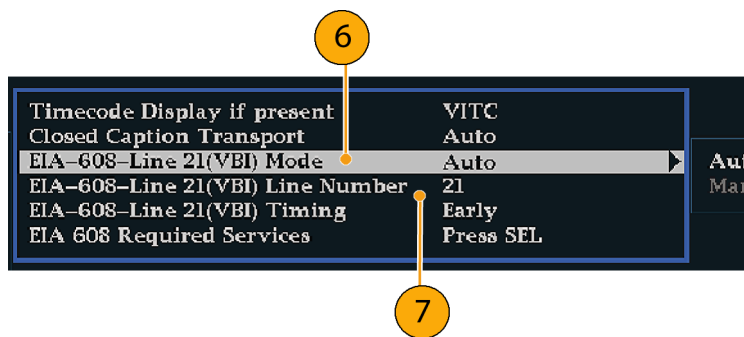 6
Timecode Display if present VITC
Closed Caption Transport Auto
EIA-608-Line 21(VBI) Mode Auto
EIA-608-Line 21(VBI) Line Number 21
EIA-608-Line 21(VBI) Timing Early
EIA 608 Required Services Press SEL
7